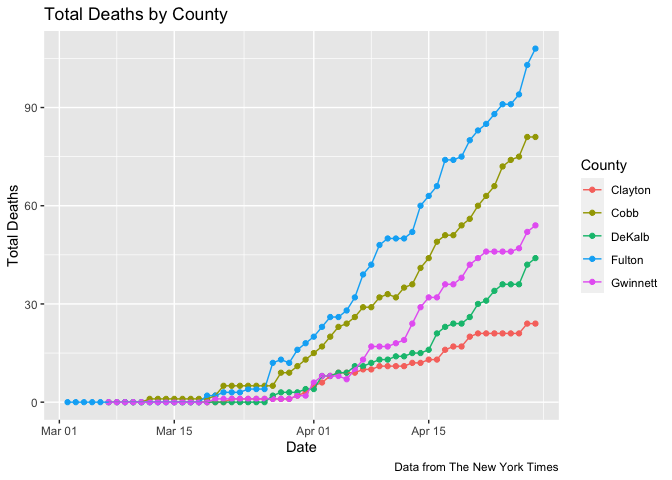 Total Deaths by County
Total Deaths
90
60
30
0
Mar 01
Mar 15
Apr 01
Apr 15
Date
County
Clayton
Cobb
DeKalb
Fulton
Gwinnett
Data from The New York Times